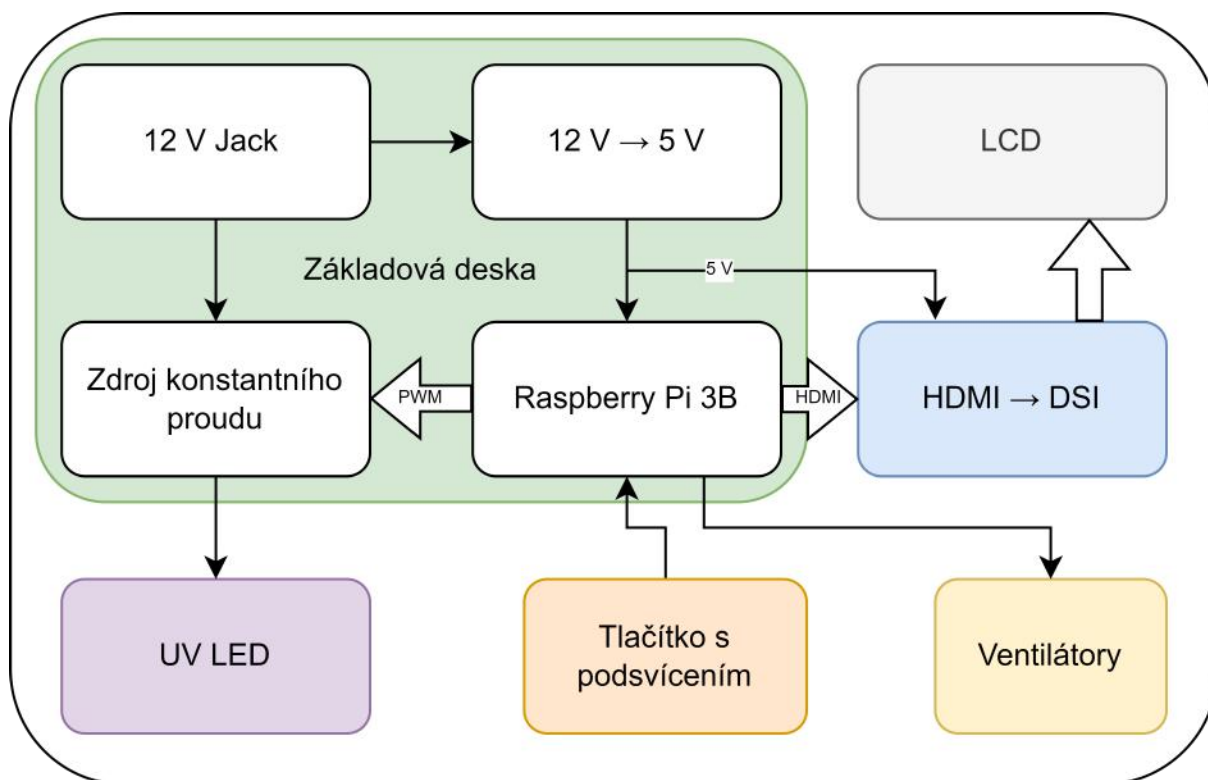 12 V Jack
12 V → 5 V
LCD
Základová deska
5 V
Zdroj konstantního
proudu
PWM
Raspberry Pi 3B
HDMI
HDMI → DSI
UV LED
Tlačítko s
podsvícením
Ventilátory